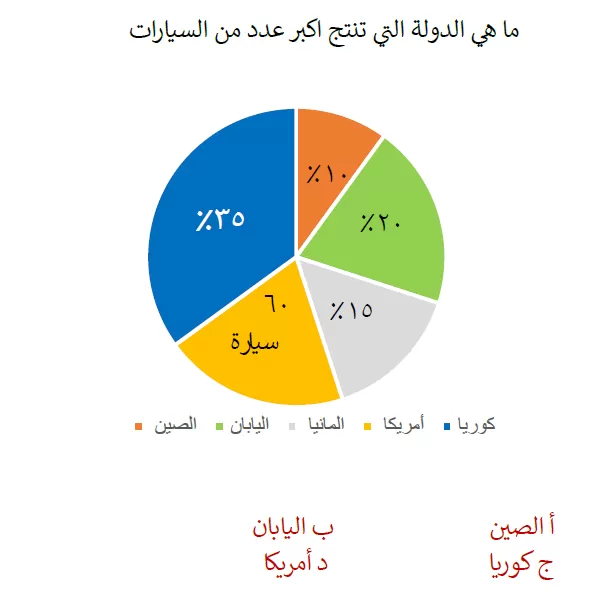 ما هي الدولة التي تنتج اكبر عدد من السيارات
٪١٠
٪٢٠
٪٣٥
٪١٥
٦٠
سيارة
كوريا أمريكا المانيا اليابان الصين
أ الصين ب اليابان
ج كوريا د أمريكا